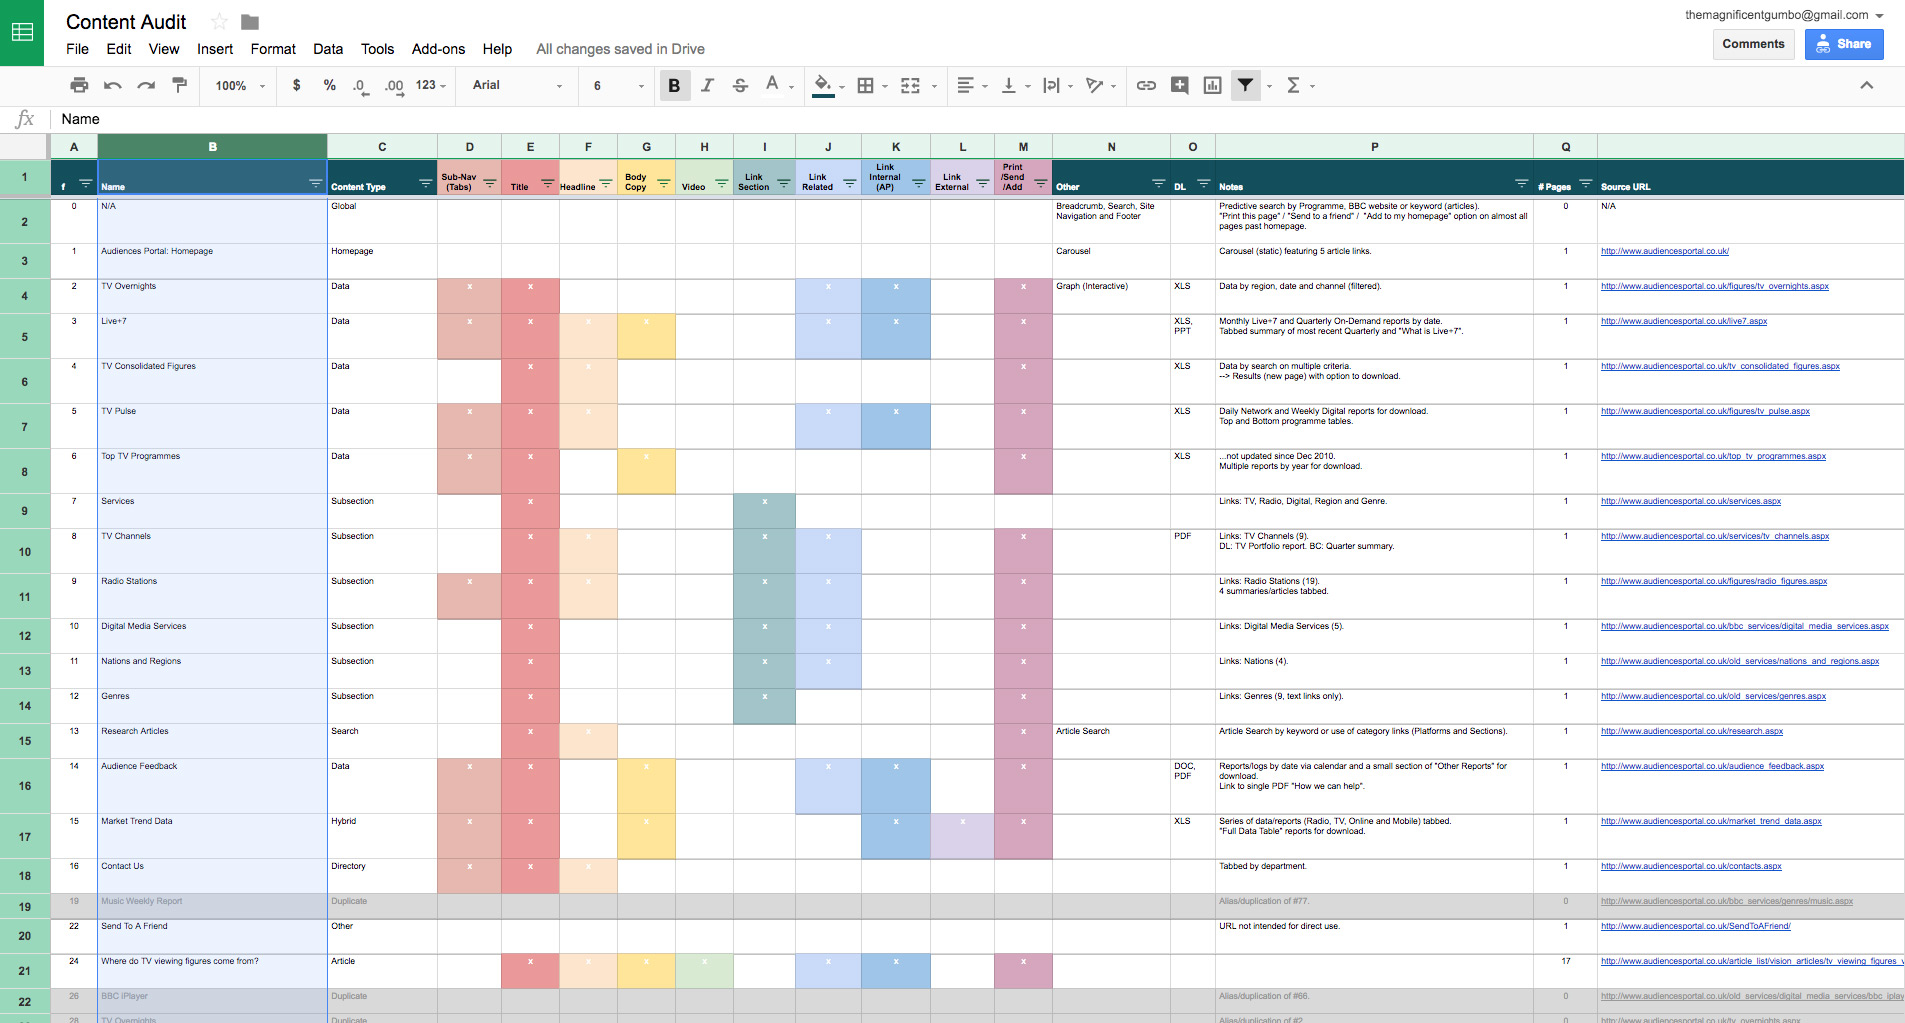 Content Audit
themagnificentgumbo@gmail.com
File Edit View Insert Format Data Tools Add-ons Help All changes saved in Drive
Comments Share
100% $ % .0 .00 123 Arial 6 B I S A Σ
fx Name
A B C D E F G H I J K L M N O P Q
1 f Name Content Type Sub-Nav (Tabs) Title Headline Body Copy Video Link Section Link Related Link Internal (AP) Link External Print /Send /Add Other DL Notes # Pages Source URL
2 0 N/A Global Breadcrumb, Search, Site Navigation and Footer Predictive search by Programme, BBC website or keyword (articles). 0 N/A
"Print this page" / "Send to a friend" / "Add to my homepage" option on almost all pages past homepage.
3 1 Audiences Portal: Homepage Homepage Carousel Carousel (static) featuring 5 article links. 1 http://www.audiencesportal.co.uk/
4 2 TV Overnights Data x x x x x Graph (Interactive) XLS Data by region, date and channel (filtered). 1 http://www.audiencesportal.co.uk/figures/tv_overnights.aspx
5 3 Live+7 Data x x x x x x x XLS, PPT Monthly Live+7 and Quarterly On-Demand reports by date. 1 http://www.audiencesportal.co.uk/live7.aspx
Tabbed summary of most recent Quarterly and "What is Live+7".
6 4 TV Consolidated Figures Data x x x XLS Data by search on multiple criteria. 1 http://www.audiencesportal.co.uk/tv_consolidated_figures.aspx
--> Results (new page) with option to download.
7 5 TV Pulse Data x x x x x x XLS Daily Network and Weekly Digital reports for download. 1 http://www.audiencesportal.co.uk/figures/tv_pulse.aspx
Top and Bottom programme tables.
8 6 Top TV Programmes Data x x x x XLS ...not updated since Dec 2010. 1 http://www.audiencesportal.co.uk/top_tv_programmes.aspx
Multiple reports by year for download.
9 7 Services Subsection x x Links: TV, Radio, Digital, Region and Genre. 1 http://www.audiencesportal.co.uk/services.aspx
10 8 TV Channels Subsection x x x x x PDF Links: TV Channels (9). 1 http://www.audiencesportal.co.uk/services/tv_channels.aspx
DL: TV Portfolio report. BC: Quarter summary.
11 9 Radio Stations Subsection x x x x x x Links: Radio Stations (19). 1 http://www.audiencesportal.co.uk/figures/radio_figures.aspx
4 summaries/articles tabbed.
12 10 Digital Media Services Subsection x x x x Links: Digital Media Services (5). 1 http://www.audiencesportal.co.uk/bbc_services/digital_media_services.aspx
13 11 Nations and Regions Subsection x x x x Links: Nations (4). 1 http://www.audiencesportal.co.uk/old_services/nations_and_regions.aspx
14 12 Genres Subsection x x x Links: Genres (9, text links only). 1 http://www.audiencesportal.co.uk/old_services/genres.aspx
15 13 Research Articles Search x x x Article Search Article Search by keyword or use of category links (Platforms and Sections). 1 http://www.audiencesportal.co.uk/research.aspx
16 14 Audience Feedback Data x x x x x x DOC, PDF Reports/logs by date via calendar and a small section of "Other Reports" for download. 1 http://www.audiencesportal.co.uk/audience_feedback.aspx
Link to single PDF "How we can help".
17 15 Market Trend Data Hybrid x x x x x x XLS Series of data/reports (Radio, TV, Online and Mobile) tabbed. 1 http://www.audiencesportal.co.uk/market_trend_data.aspx
"Full Data Table" reports for download.
18 16 Contact Us Directory x x x Tabbed by department. 1 http://www.audiencesportal.co.uk/contacts.aspx
19 19 Music Weekly Report Duplicate Alias/duplication of #77. 0 http://www.audiencesportal.co.uk/bbc_services/genres/music.aspx
20 22 Send To A Friend Other URL not intended for direct use. 1 http://www.audiencesportal.co.uk/SendToAFriend/
21 24 Where do TV viewing figures come from? Article x x x x x x x 17 http://www.audiencesportal.co.uk/article_list/vision_articles/tv_viewing_figures_v
22 26 BBC iPlayer Duplicate Alias/duplication of #66. 0 http://www.audiencesportal.co.uk/old_services/digital_media_services/bbc_iplay
28 TV Overnights Duplicate Alias/duplication of #2. 0 http://www.audiencesportal.co.uk/tv_overnights.aspx